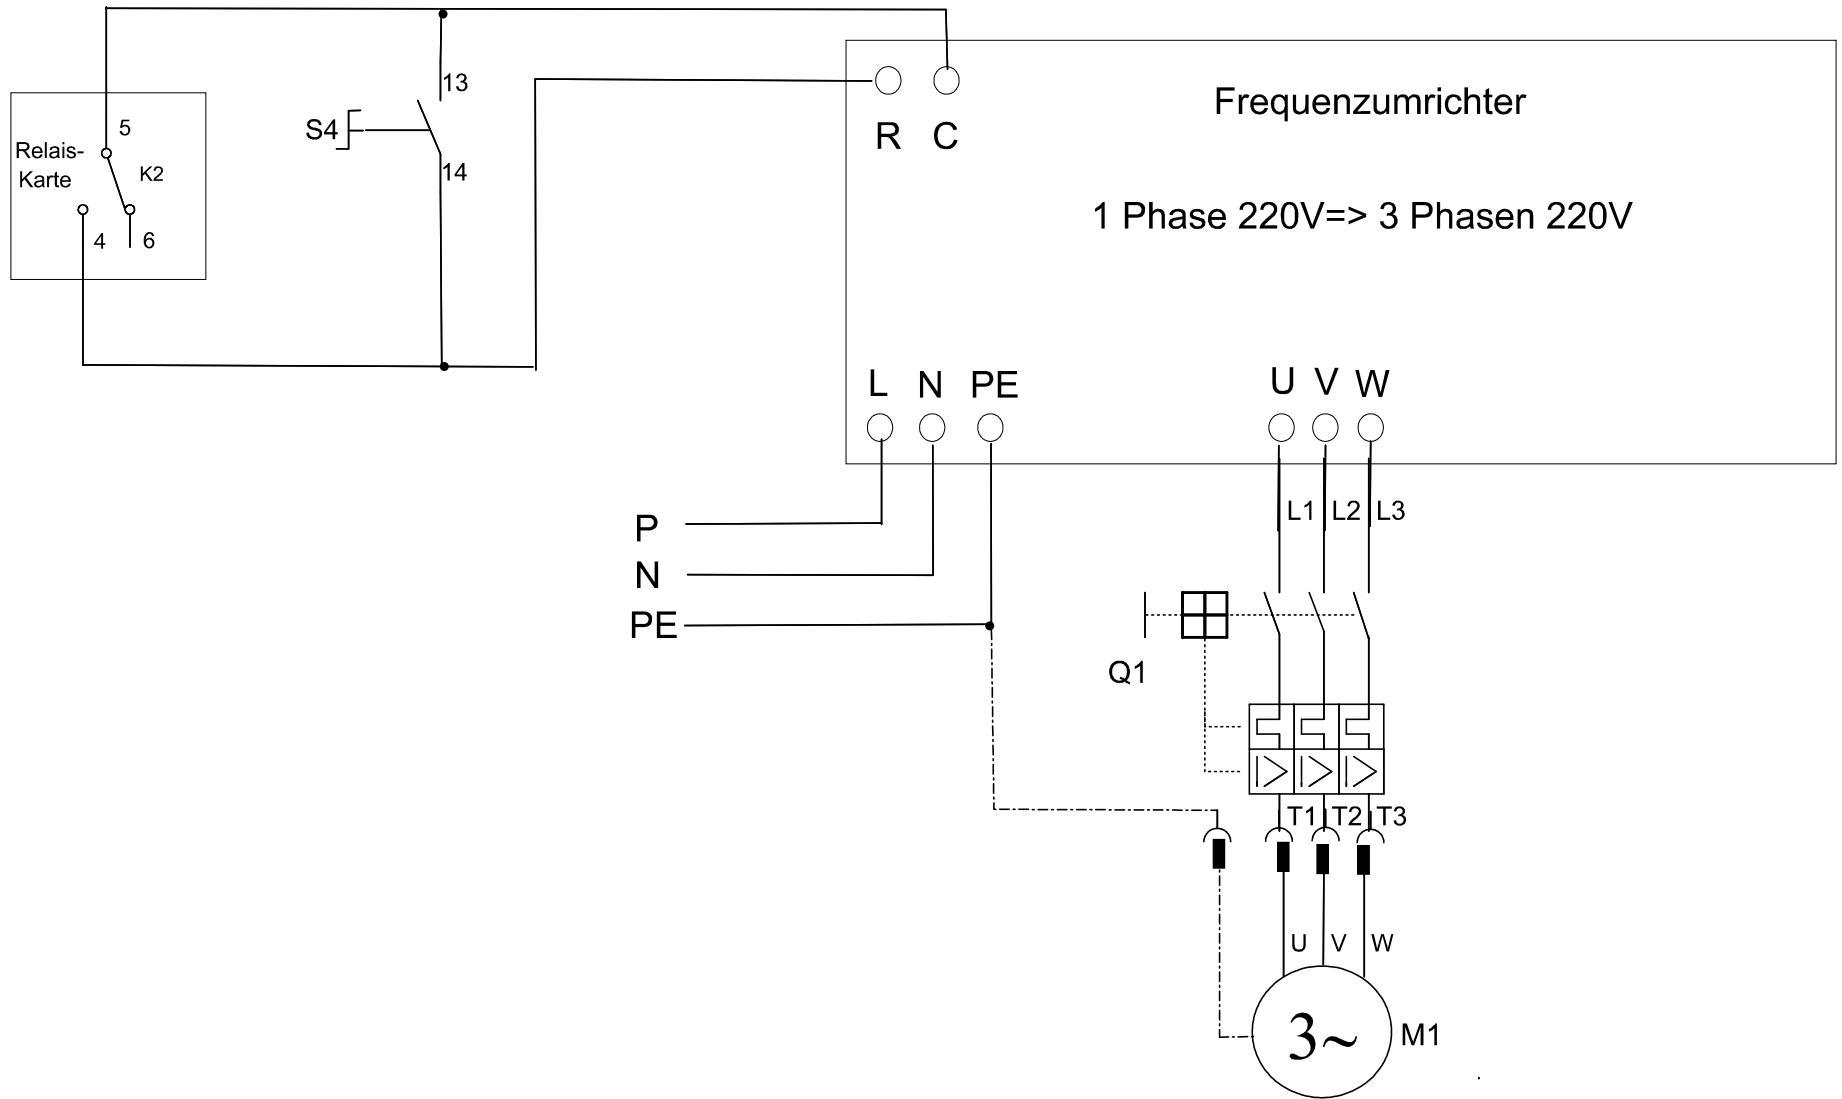 13
S4
14
5
Relais-
Karte
K2
4
6
R C
Frequenzumrichter
1 Phase 220V=> 3 Phasen 220V
L N PE
U V W
P
N
PE
L1 L2 L3
Q1
T1 T2 T3
U V W
3~
M1